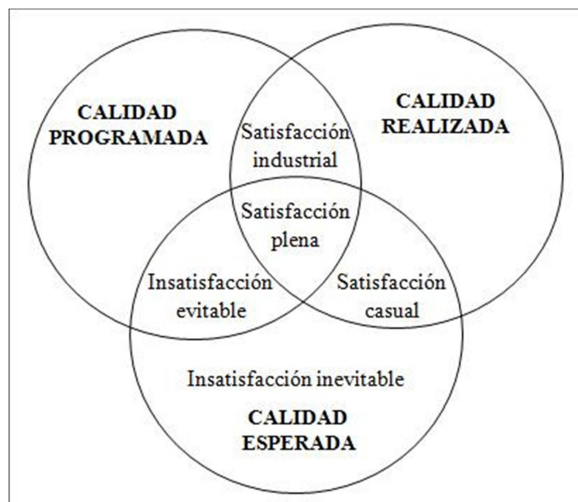 CALIDAD
PROGRAMADA
CALIDAD
REALIZADA
Satisfacción
industrial
Satisfacción
plena
Insatisfacción
evitable
Satisfacción
casual
Insatisfacción inevitable
CALIDAD
ESPERADA